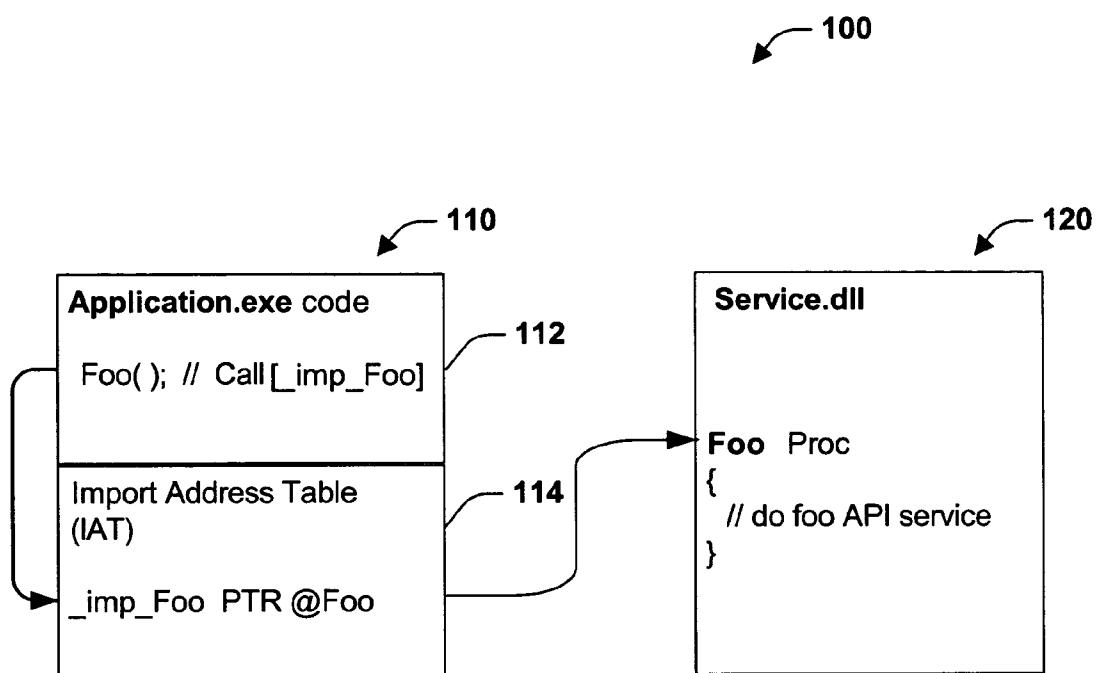 100
110
120
Application.exe code
Foo( ); // Call[_imp_Foo]
112
Import Address Table
(IAT)
114
_imp_Foo PTR @Foo
Service.dll
Foo Proc
{
// do foo API service
}